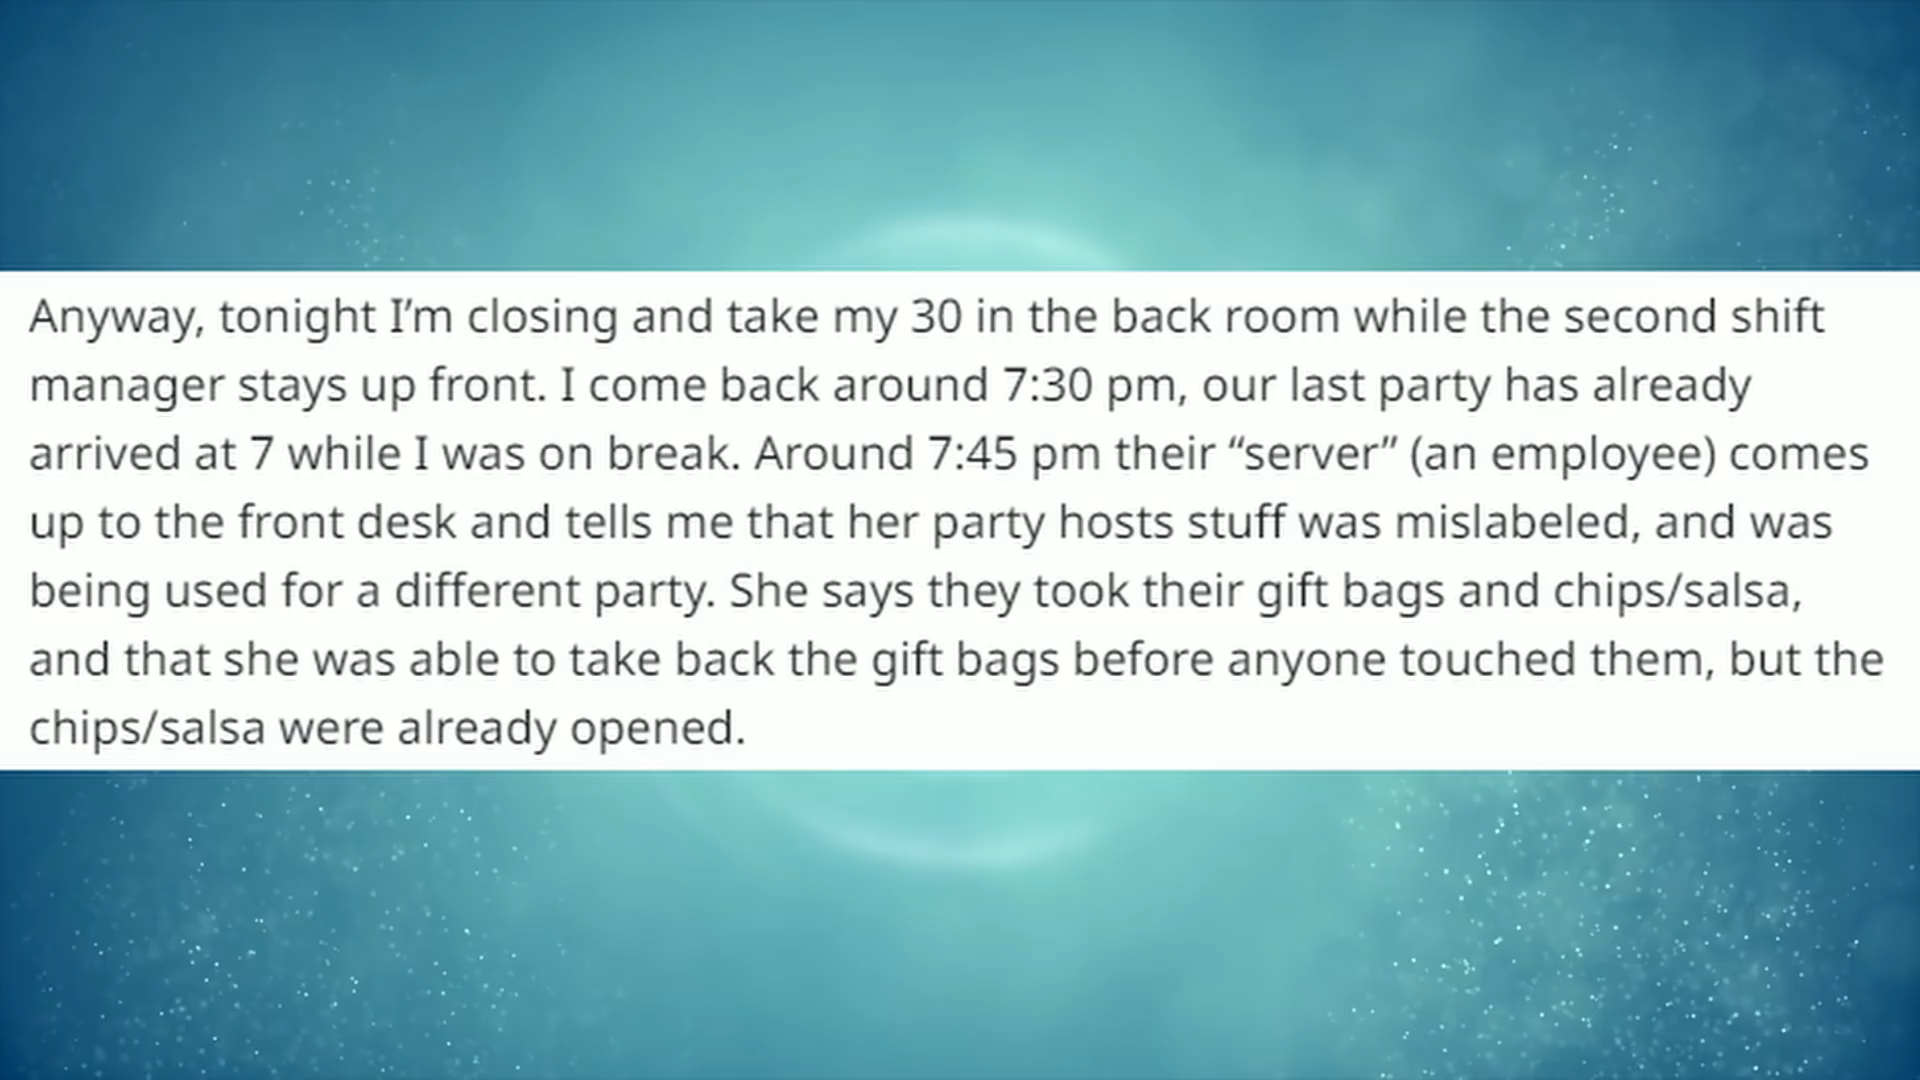 Anyway, tonight I’m closing and take my 30 in the back room while the second shift
manager stays up front. I come back around 7:30 pm, our last party has already
arrived at 7 while I was on break. Around 7:45 pm their “server” (an employee) comes
up to the front desk and tells me that her party hosts stuff was mislabeled, and was
being used for a different party. She says they took their gift bags and chips/salsa,
and that she was able to take back the gift bags before anyone touched them, but the
chips/salsa were already opened.